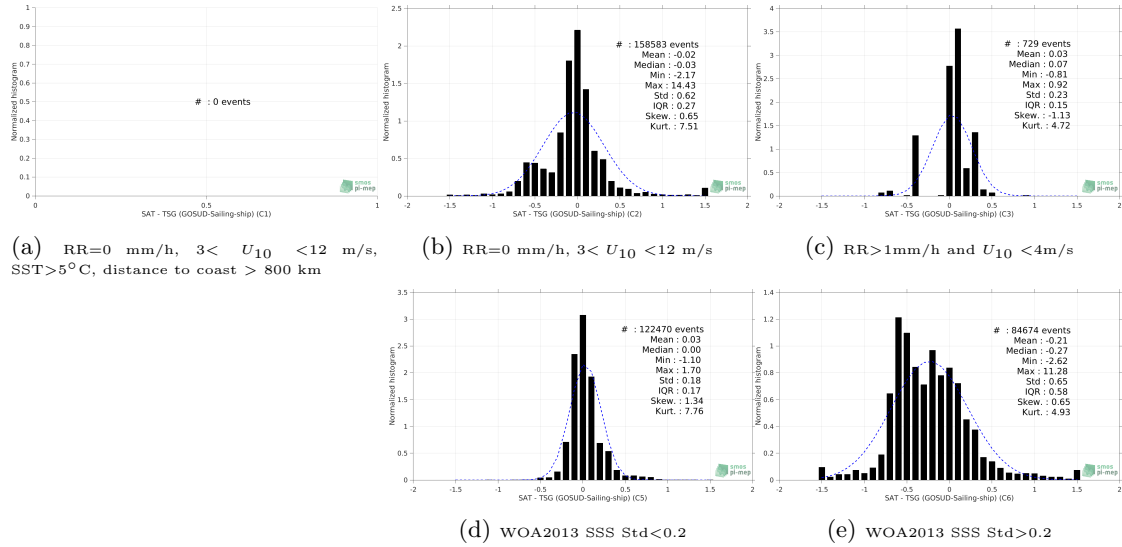 Normalized histogram
1
0.9
0.8
0.7
0.6
0.5
0.4
0.3
0.2
0.1
0
0 0.5 1
# : 0 events
smos
pi-mep
SAT - TSG (GOSUD-Sailing-ship) (C1)
(a) RR=0 mm/h, 3< U10 <12 m/s,
SST>5°C, distance to coast > 800 km
Normalized histogram
2.5
2
1.5
1
0.5
0
-2 -1.5 -1 -0.5 0 0.5 1 1.5 2
# : 158583 events
Mean : -0.02
Median : -0.03
Min : -2.17
Max : 14.43
Std : 0.62
IQR : 0.27
Skew. : 0.65
Kurt. : 7.51
smos
pi-mep
SAT - TSG (GOSUD-Sailing-ship) (C2)
(b) RR=0 mm/h, 3< U10 <12 m/s
Normalized histogram
4
3.5
3
2.5
2
1.5
1
0.5
0
-2 -1.5 -1 -0.5 0 0.5 1 1.5 2
# : 729 events
Mean : 0.03
Median : 0.07
Min : -0.81
Max : 0.92
Std : 0.23
IQR : 0.15
Skew. : -1.13
Kurt. : 4.72
smos
pi-mep
SAT - TSG (GOSUD-Sailing-ship) (C3)
(c) RR>1mm/h and U10 <4m/s
Normalized histogram
3.5
3
2.5
2
1.5
1
0.5
0
-2 -1.5 -1 -0.5 0 0.5 1 1.5 2
# : 122470 events
Mean : 0.03
Median : 0.00
Min : -1.10
Max : 1.70
Std : 0.18
IQR : 0.17
Skew. : 1.34
Kurt. : 7.76
smos
pi-mep
SAT - TSG (GOSUD-Sailing-ship) (C5)
(d) WOA2013 SSS Std<0.2
Normalized histogram
1.4
1.2
1
0.8
0.6
0.4
0.2
0
-2 -1.5 -1 -0.5 0 0.5 1 1.5 2
# : 84674 events
Mean : -0.21
Median : -0.27
Min : -2.62
Max : 11.28
Std : 0.65
IQR : 0.58
Skew. : 0.65
Kurt. : 4.93
smos
pi-mep
SAT - TSG (GOSUD-Sailing-ship) (C6)
(e) WOA2013 SSS Std>0.2